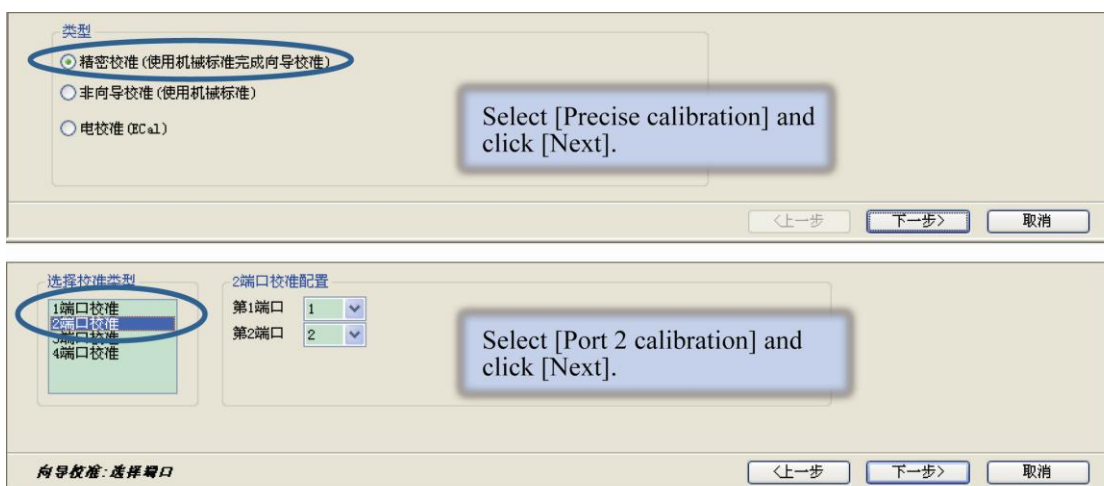 类型
精密校准(使用机械标准完成向导校准)
非向导校准(使用机械标准)
电校准(ECal)
Select [Precise calibration] and
click [Next].
<上一步
下一步>
取消
选择校准类型
1端口校准
2端口校准
3端口校准
4端口校准
2端口校准配置
第1端口 1
第2端口 2
Select [Port 2 calibration] and
click [Next].
向导校准:选择端口
<上一步
下一步>
取消